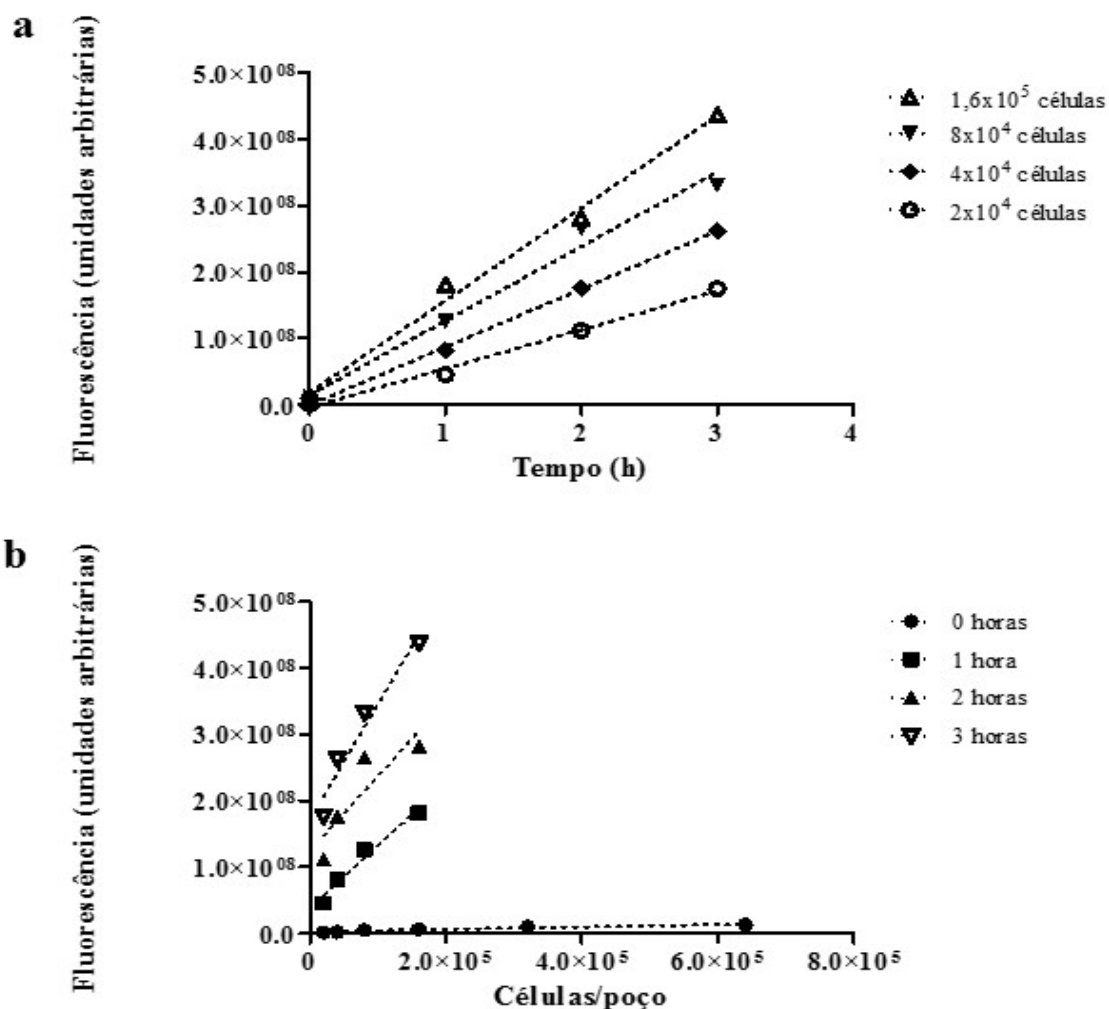 a
Fluorescência (unidades arbitrárias)
5.0×10⁰⁸
4.0×10⁰⁸
3.0×10⁰⁸
2.0×10⁰⁸
1.0×10⁰⁸
0.0
0 1 2 3 4
Tempo (h)
1,6x10⁵ células
8x10⁴ células
4x10⁴ células
2x10⁴ células
b
Fluorescência (unidades arbitrárias)
5.0×10⁰⁸
4.0×10⁰⁸
3.0×10⁰⁸
2.0×10⁰⁸
1.0×10⁰⁸
0.0
0 2.0×10⁵ 4.0×10⁵ 6.0×10⁵ 8.0×10⁵
Células/poço
0 horas
1 hora
2 horas
3 horas